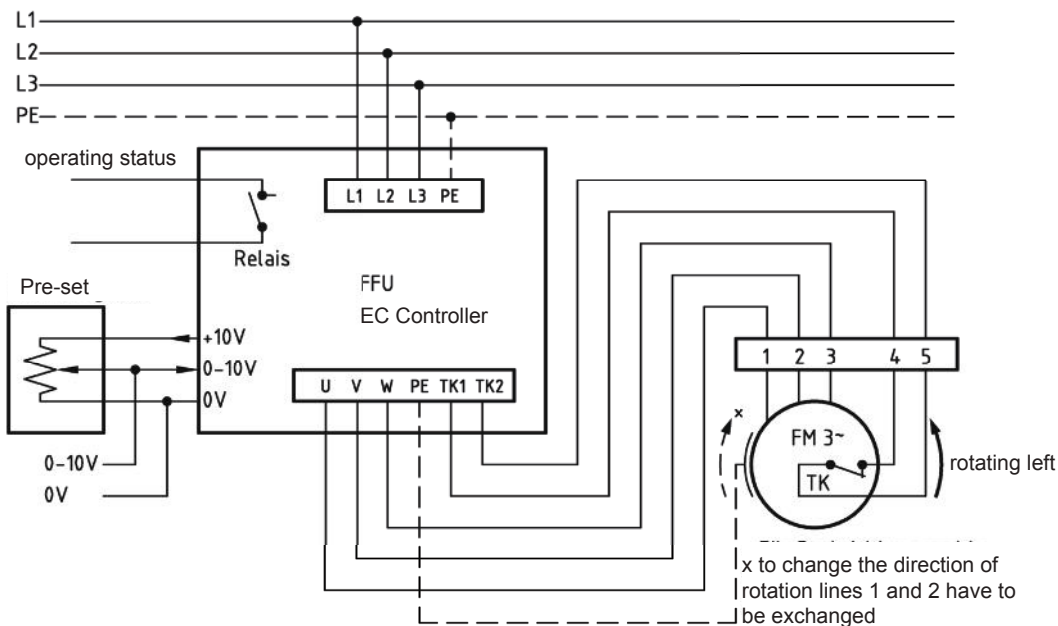 L1
L2
L3
PE
operating status
L1 L2 L3 PE
Relais
FFU
EC Controller
Pre-set
+10V
0-10V
0V
U V W PE TK1 TK2
0-10V
0V
1 2 3 4 5
x
FM 3~
TK
rotating left
x to change the direction of
rotation lines 1 and 2 have to
be exchanged